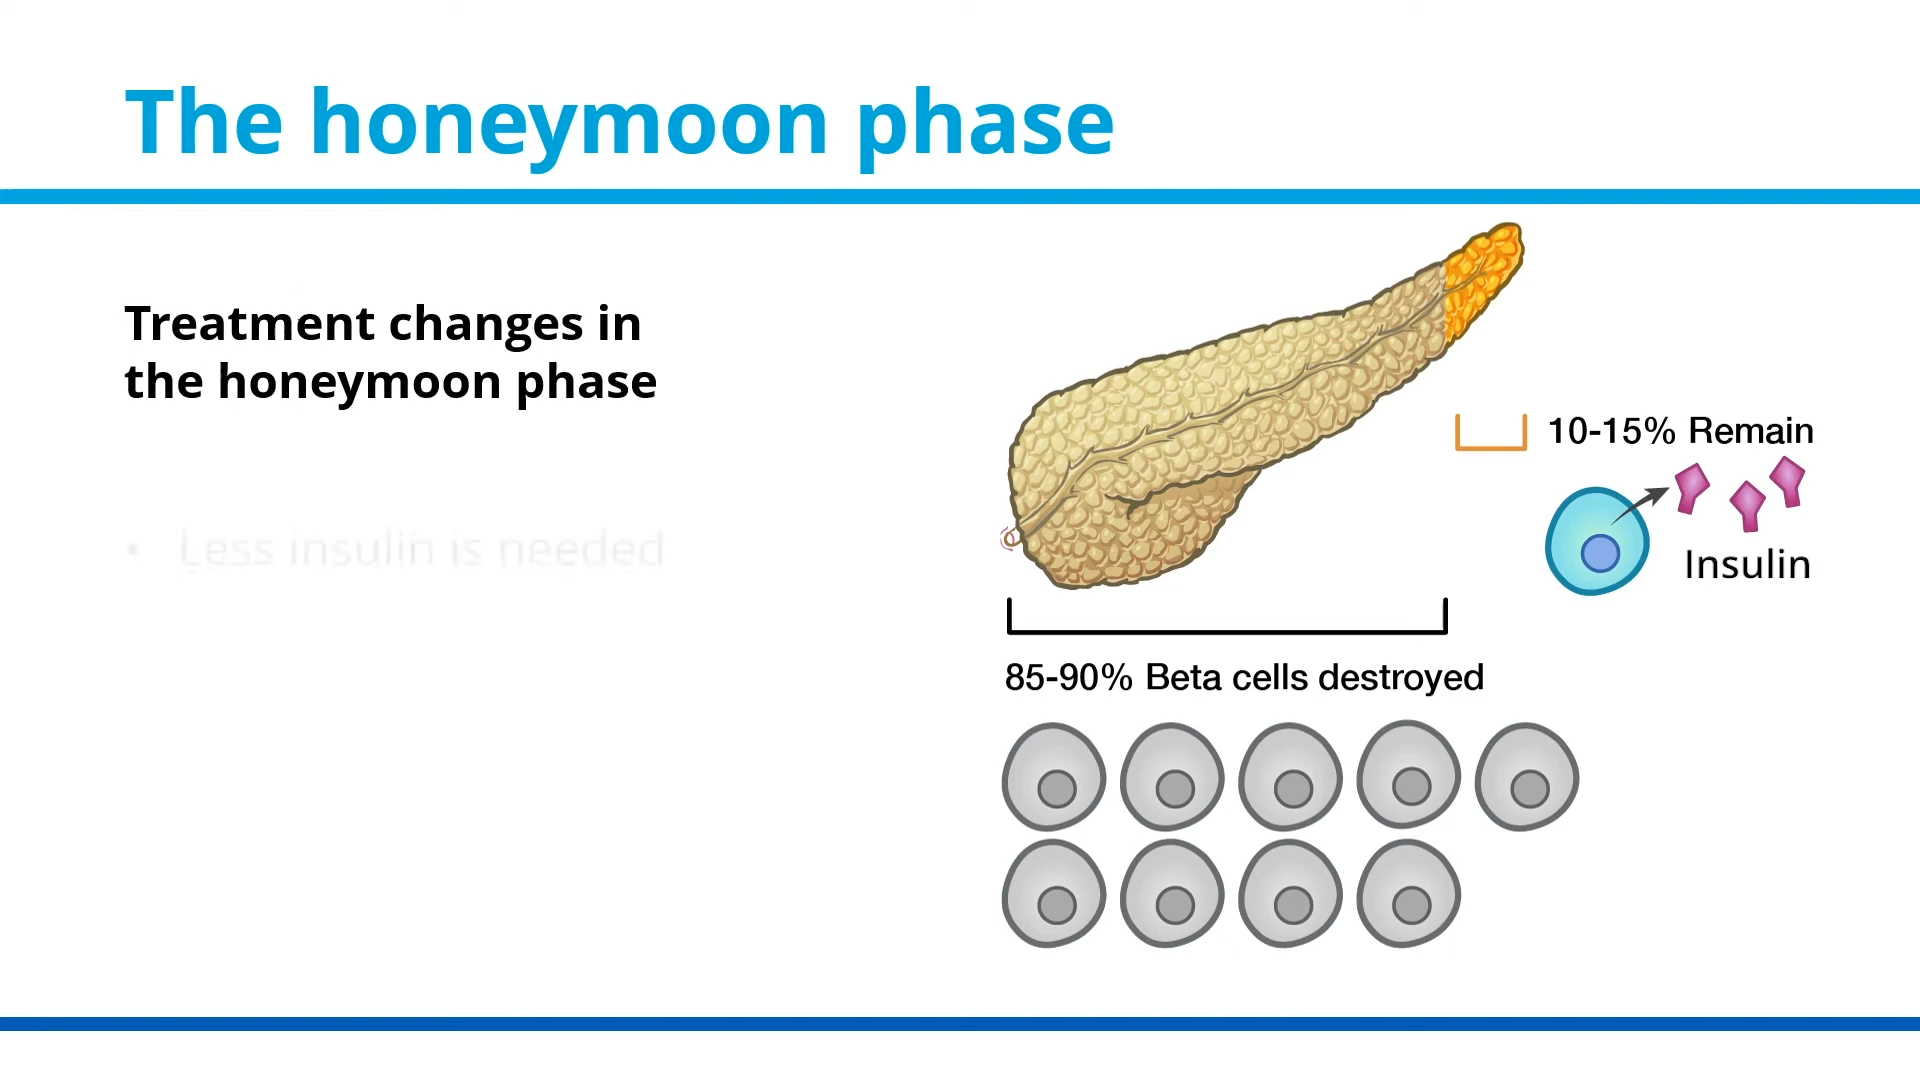 The honeymoon phase
Treatment changes in
the honeymoon phase
• Less insulin is needed
10-15% Remain
Insulin
85-90% Beta cells destroyed